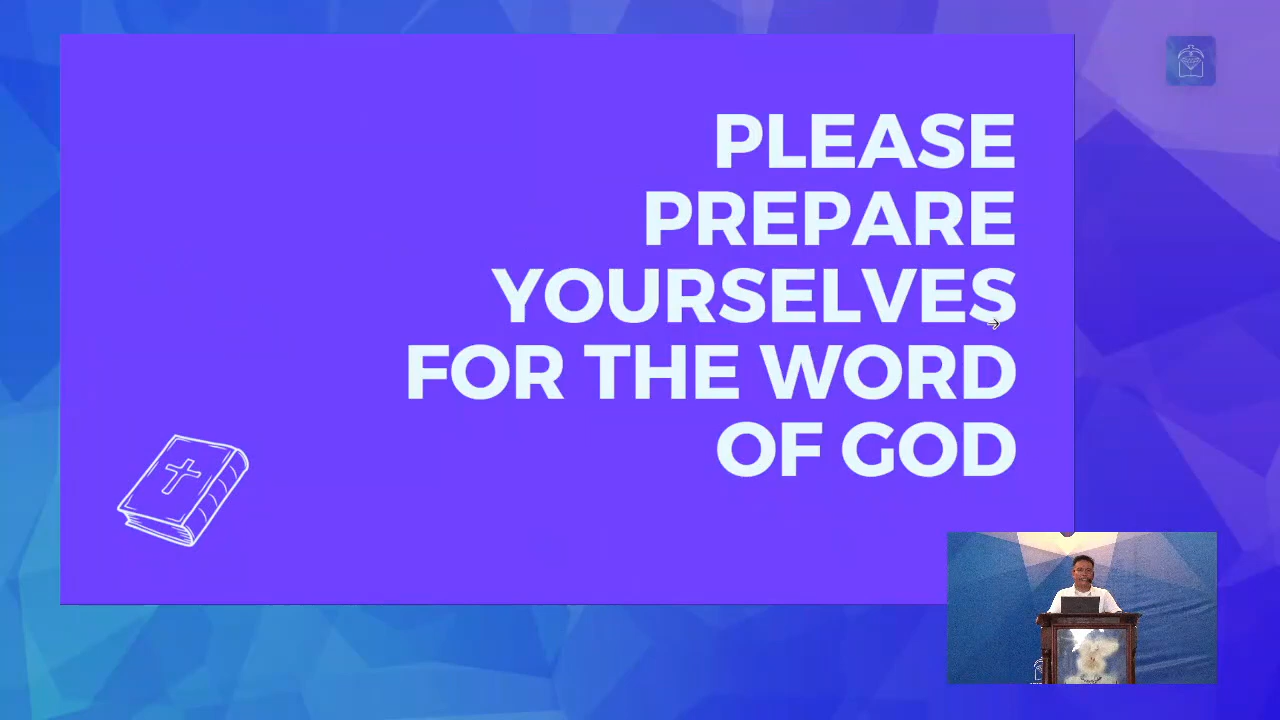 PLEASE
PREPARE
YOURSELVES
FOR THE WORD
OF GOD